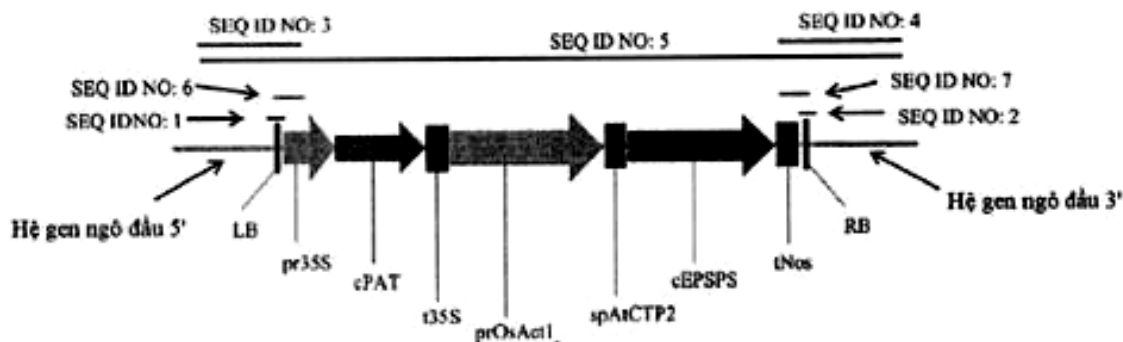 SEQ ID NO: 3
SEQ ID NO: 4
SEQ ID NO: 5
SEQ ID NO: 6
SEQ ID NO: 7
SEQ IDNO: 1
SEQ ID NO: 2
Hệ gen ngô đầu 5'
Hệ gen ngô đầu 3'
LB
RB
pr35S
tNos
cPAT
cEPSPS
t35S
spAtCTP2
prOsAct1